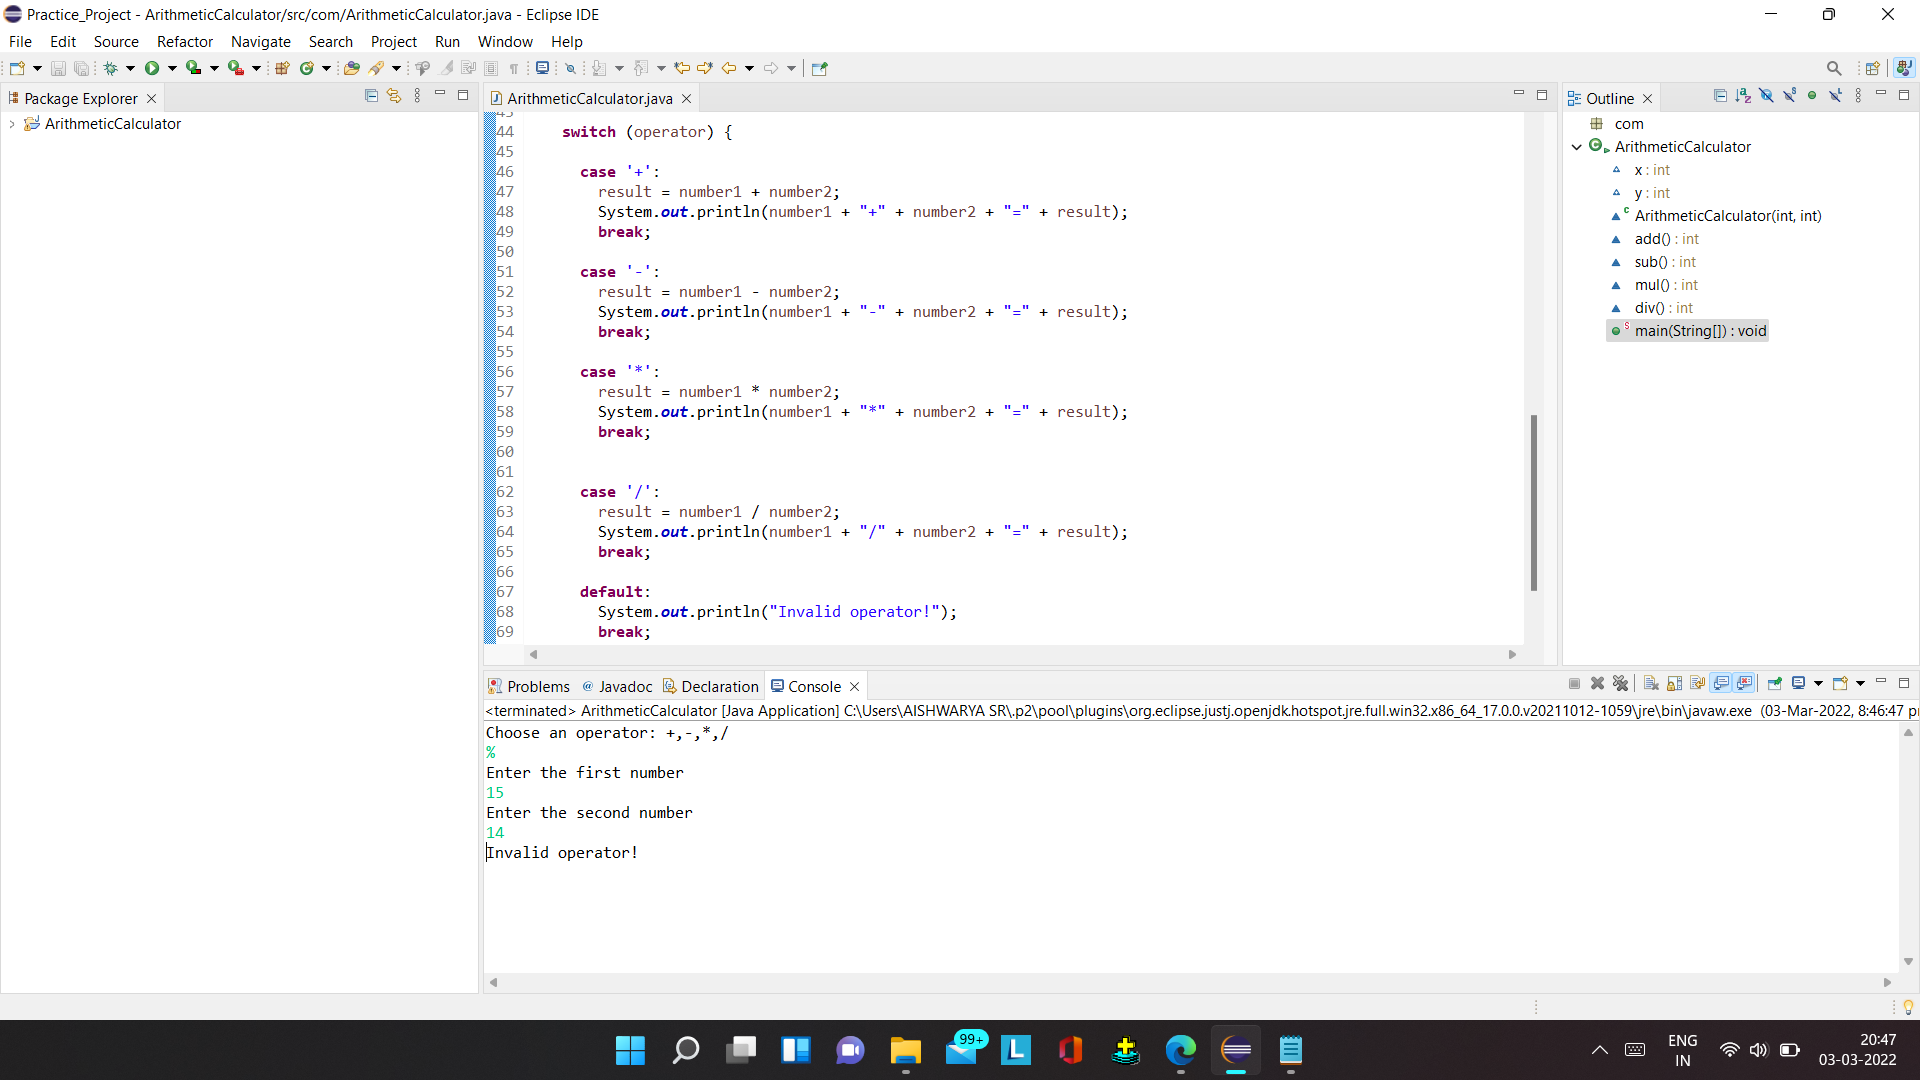 Practice_Project - ArithmeticCalculator/src/com/ArithmeticCalculator.java - Eclipse IDE
File Edit Source Refactor Navigate Search Project Run Window Help
Package Explorer
ArithmeticCalculator
ArithmeticCalculator.java
44 switch (operator) {
45
46 case '+':
47 result = number1 + number2;
48 System.out.println(number1 + "+" + number2 + "=" + result);
49 break;
50
51 case '-':
52 result = number1 - number2;
53 System.out.println(number1 + "-" + number2 + "=" + result);
54 break;
55
56 case '*':
57 result = number1 * number2;
58 System.out.println(number1 + "*" + number2 + "=" + result);
59 break;
60
61
62 case '/':
63 result = number1 / number2;
64 System.out.println(number1 + "/" + number2 + "=" + result);
65 break;
66
67 default:
68 System.out.println("Invalid operator!");
69 break;
Outline
com
ArithmeticCalculator
x : int
y : int
ArithmeticCalculator(int, int)
add() : int
sub() : int
mul() : int
div() : int
main(String[]) : void
Problems @ Javadoc Declaration Console
<terminated> ArithmeticCalculator [Java Application] C:\Users\AISHWARYA SR\.p2\pool\plugins\org.eclipse.justj.openjdk.hotspot.jre.full.win32.x86_64_17.0.0.v20211012-1059\jre\bin\javaw.exe (03-Mar-2022, 8:46:47 p
Choose an operator: +,-,*,/
%
Enter the first number
15
Enter the second number
14
Invalid operator!
99+
L
ENG
IN
20:47
03-03-2022